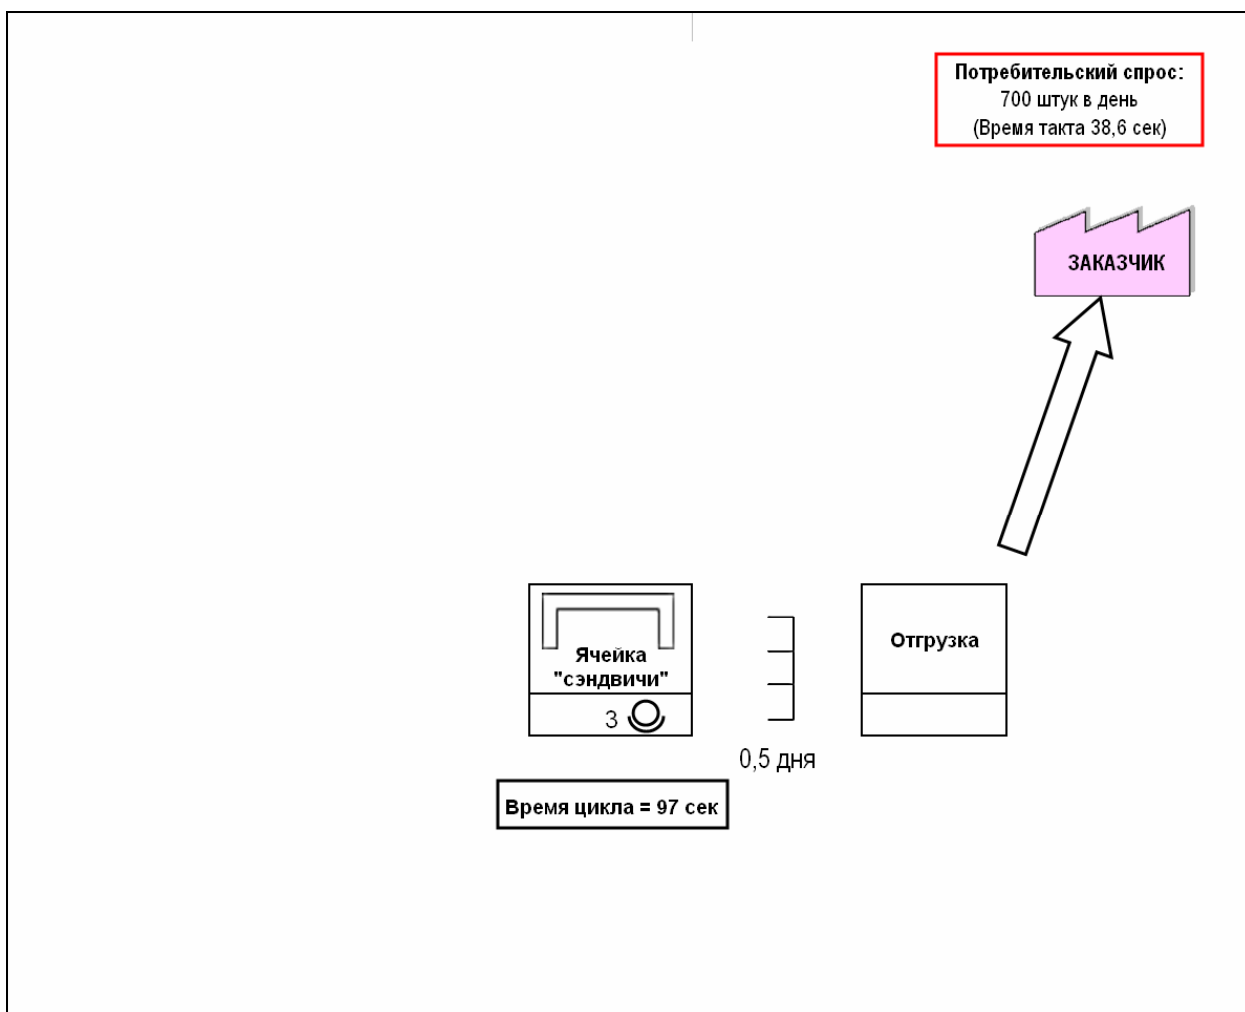 Потребительский спрос:
700 штук в день
(Время такта 38,6 сек)
ЗАКАЗЧИК
Ячейка
"сэндвичи"
3
Отгрузка
0,5 дня
Время цикла = 97 сек